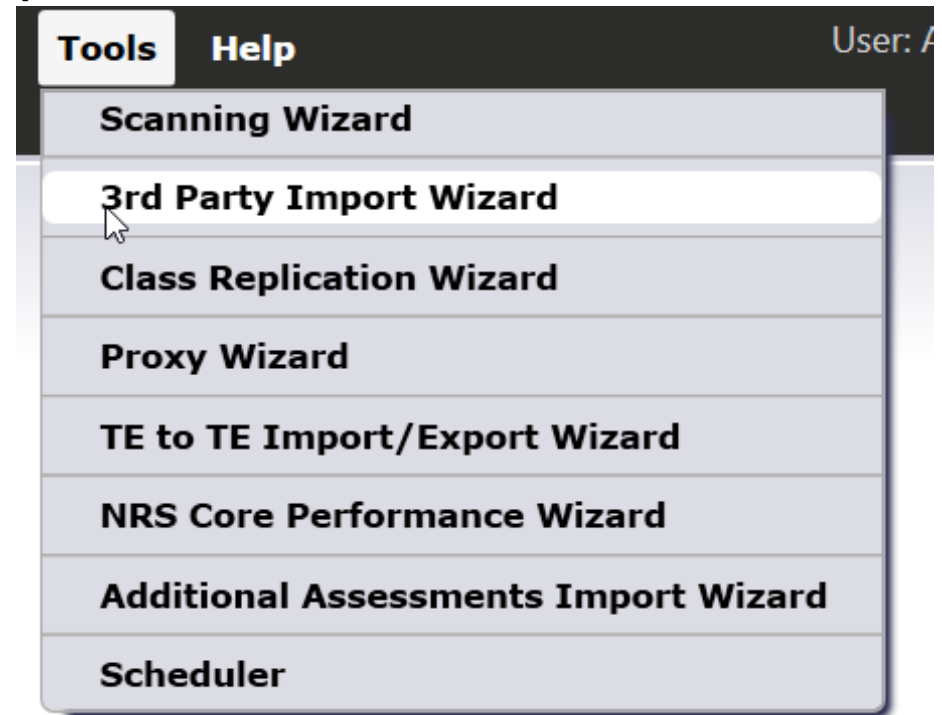 Tools Help User: A
Scanning Wizard
3rd Party Import Wizard
Class Replication Wizard
Proxy Wizard
TE to TE Import/Export Wizard
NRS Core Performance Wizard
Additional Assessments Import Wizard
Scheduler